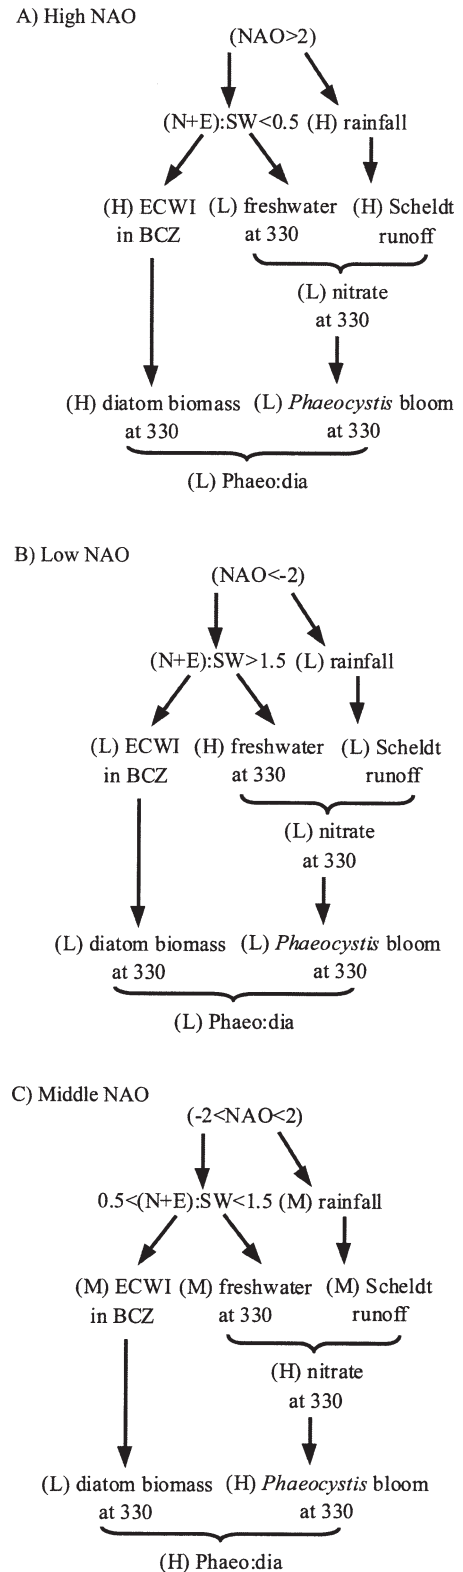 A) High NAO
(NAO>2)
(N+E):SW<0.5 (H) rainfall
(H) ECWI (L) freshwater (H) Scheldt
in BCZ at 330 runoff
(L) nitrate
at 330
(H) diatom biomass (L) Phaeocystis bloom
at 330 at 330
(L) Phaeo:dia
B) Low NAO
(NAO<-2)
(N+E):SW>1.5 (L) rainfall
(L) ECWI (H) freshwater (L) Scheldt
in BCZ at 330 runoff
(L) nitrate
at 330
(L) diatom biomass (L) Phaeocystis bloom
at 330 at 330
(L) Phaeo:dia
C) Middle NAO
(-2<NAO<2)
0.5<(N+E):SW<1.5 (M) rainfall
(M) ECWI (M) freshwater (M) Scheldt
in BCZ at 330 runoff
(H) nitrate
at 330
(L) diatom biomass (H) Phaeocystis bloom
at 330 at 330
(H) Phaeo:dia